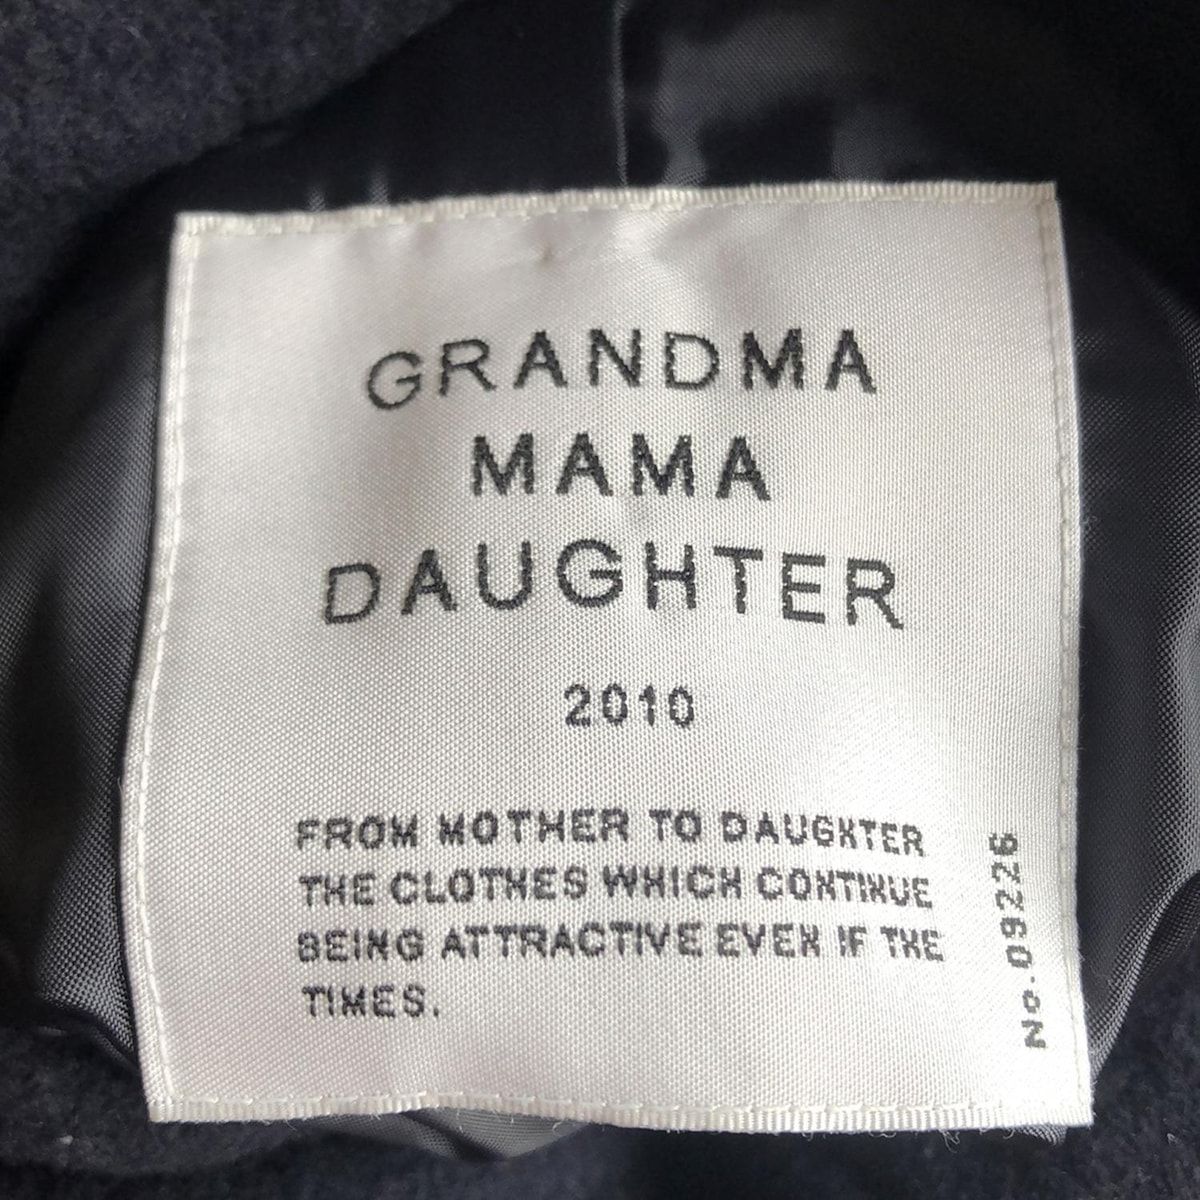 GRANDMA
MAMA
DAUGHTER
2010
FROM MOTHER TO DAUGHTER
THE CLOTHES WHICH CONTINUE
BEING ATTRACTIVE EVEN IF THE
TIMES.
No.09226